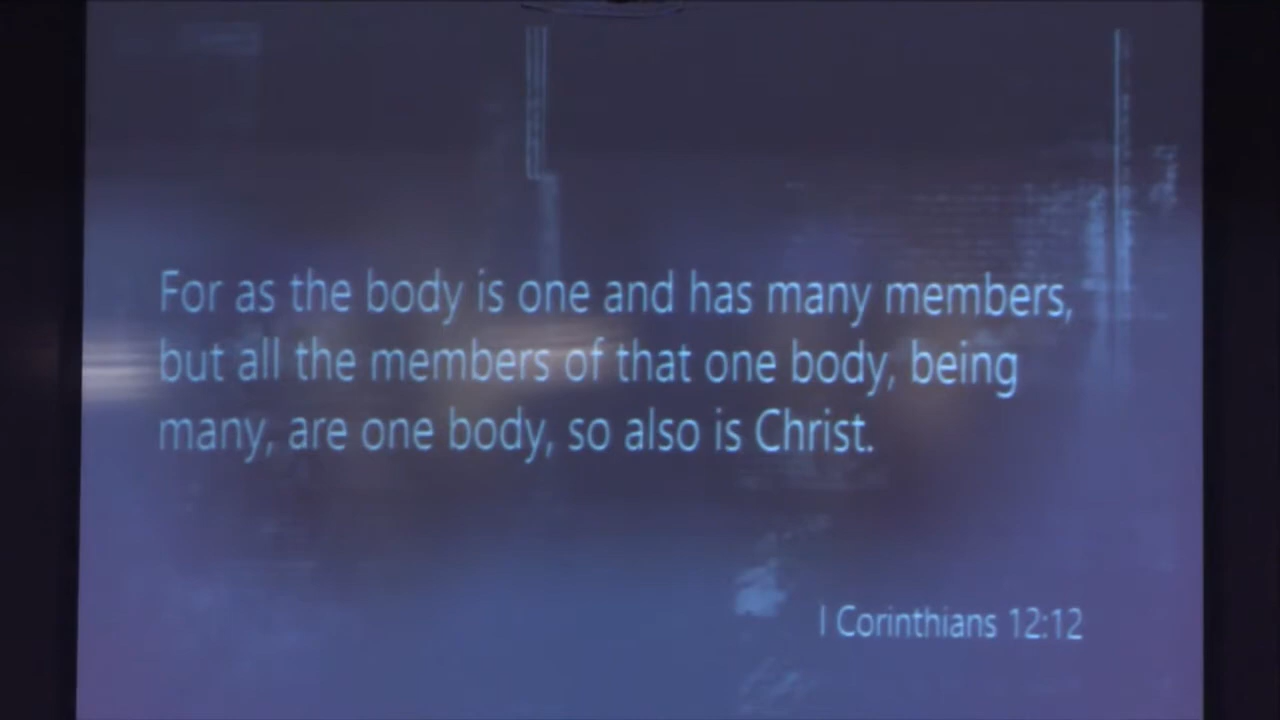 For as the body is one and has many members,
but all the members of that one body, being
many, are one body, so also is Christ.
I Corinthians 12:12